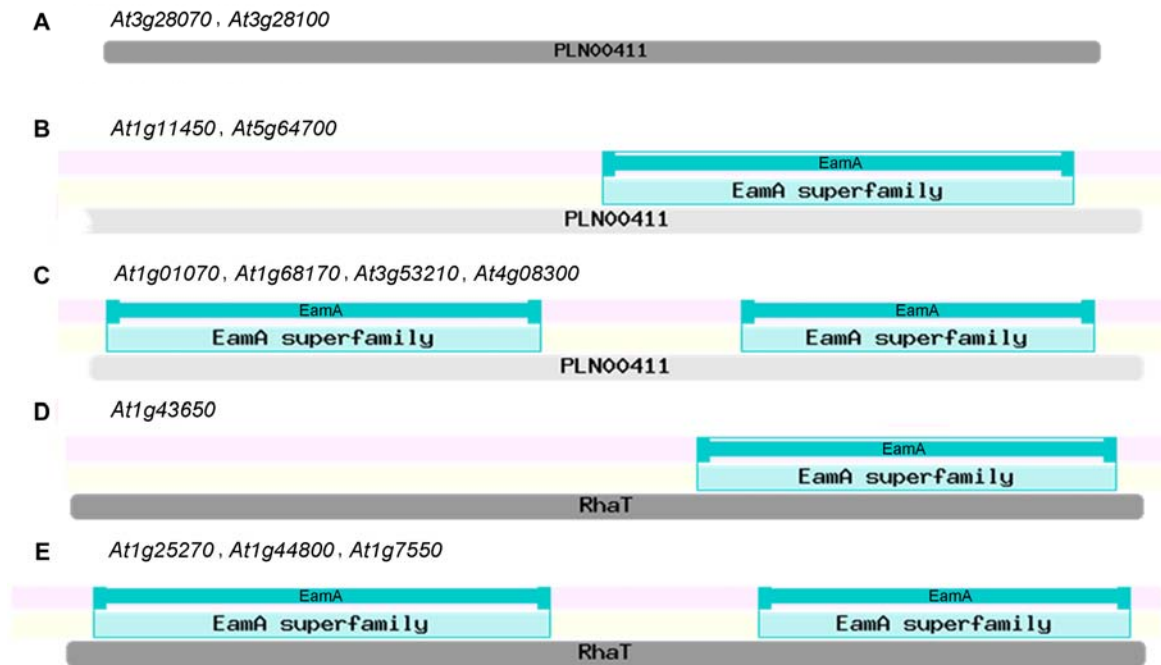 A At3g28070, At3g28100
PLN00411
B At1g11450, At5g64700
EamA
EamA superfamily
PLN00411
C At1g01070, At1g68170, At3g53210, At4g08300
EamA EamA
EamA superfamily EamA superfamily
PLN00411
D At1g43650
EamA
EamA superfamily
RhaT
E At1g25270, At1g44800, At1g7550
EamA EamA
EamA superfamily EamA superfamily
RhaT